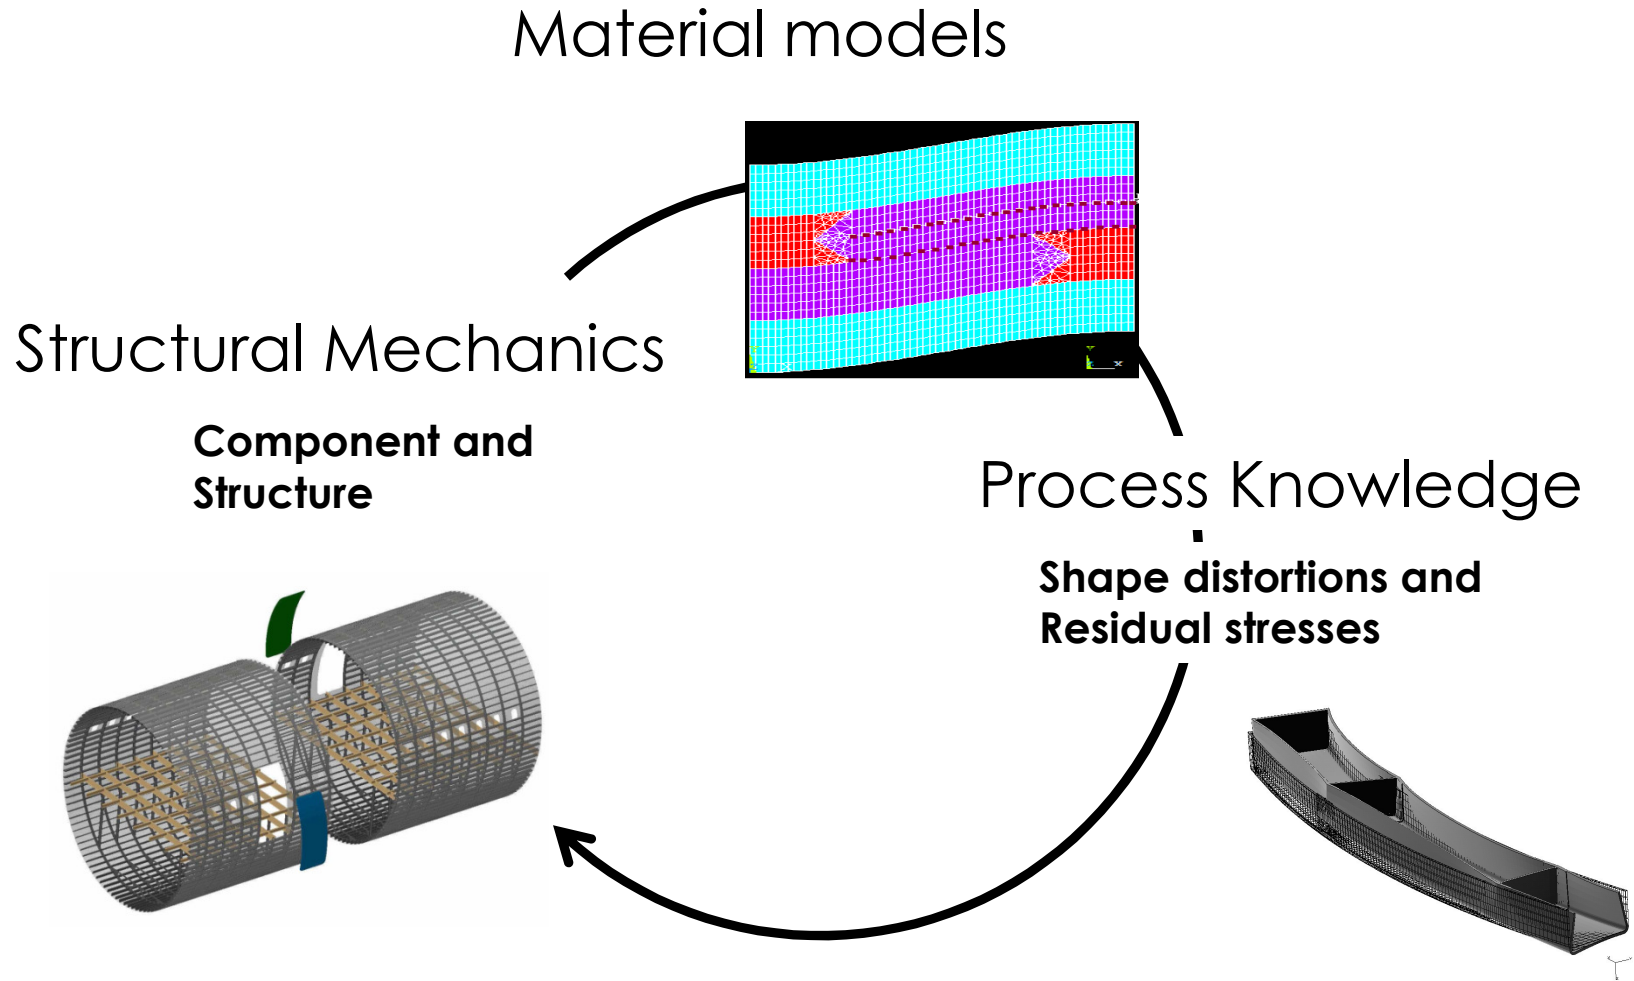 Material models
Structural Mechanics
Component and
Structure
Process Knowledge
Shape distortions and
Residual stresses